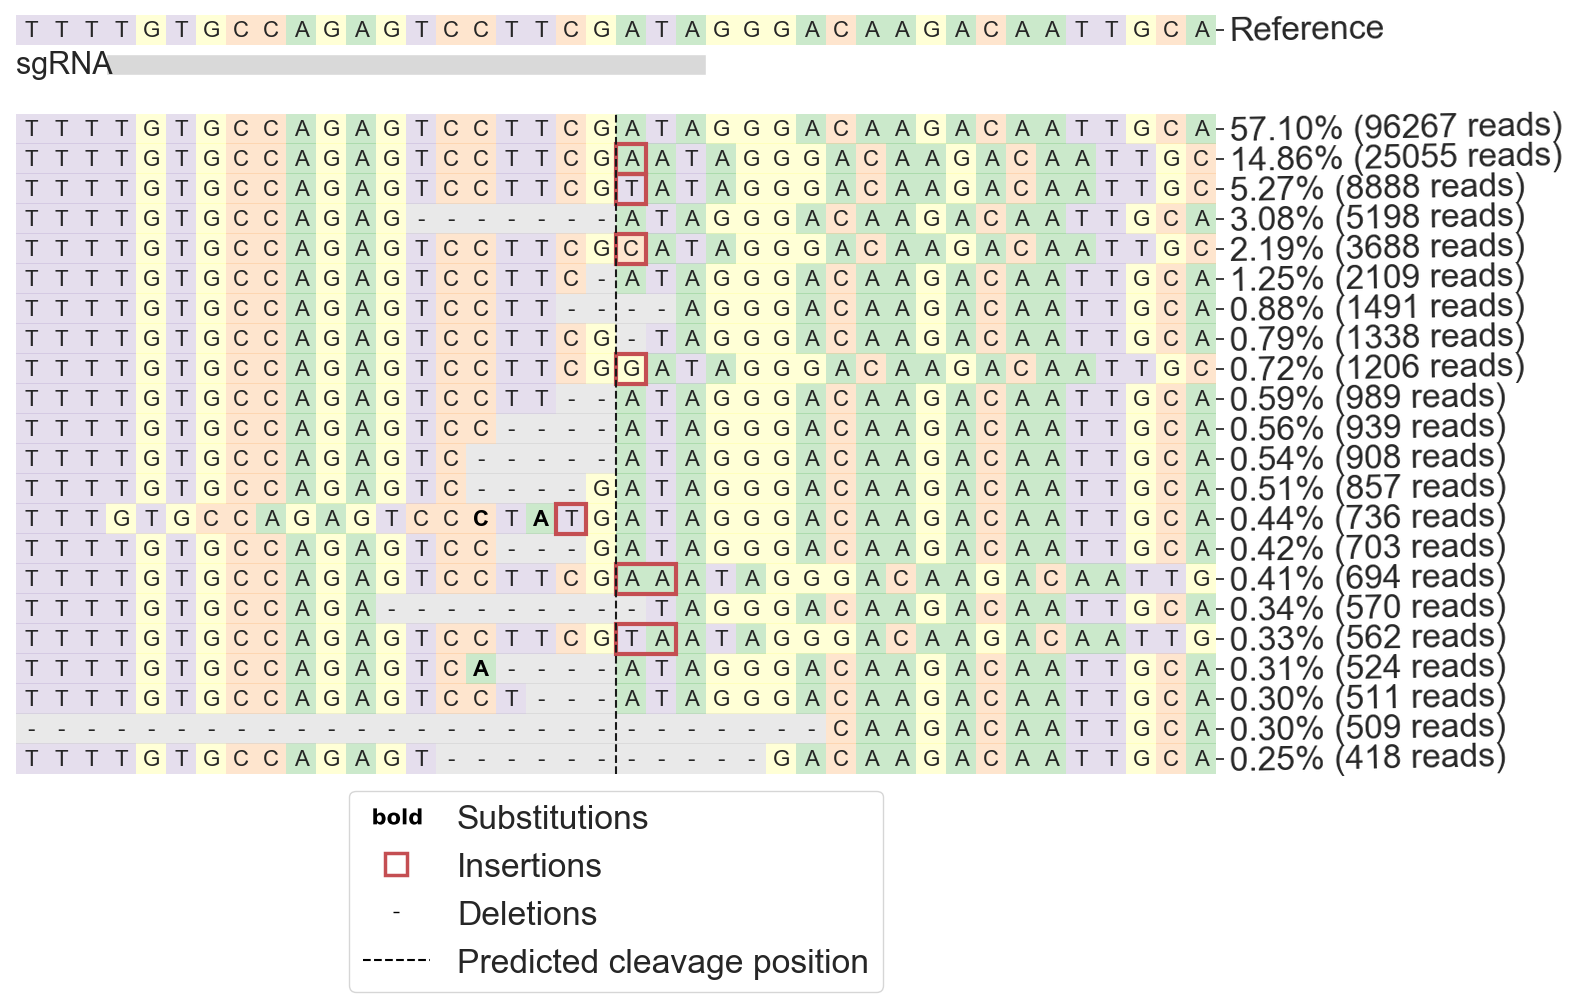 T T T T G T G C C A G A G T C C T T C G A T A G G G A C A A G A C A A T T G C A Reference
sgRNA
T T T T G T G C C A G A G T C C T T C G A T A G G G A C A A G A C A A T T G C A 57.10% (96267 reads)
T T T T G T G C C A G A G T C C T T C G A A T A G G G A C A A G A C A A T T G C 14.86% (25055 reads)
T T T T G T G C C A G A G T C C T T C G T A T A G G G A C A A G A C A A T T G C 5.27% (8888 reads)
T T T T G T G C C A G A G - - - - - - - A T A G G G A C A A G A C A A T T G C A 3.08% (5198 reads)
T T T T G T G C C A G A G T C C T T C G C A T A G G G A C A A G A C A A T T G C 2.19% (3688 reads)
T T T T G T G C C A G A G T C C T T C - A T A G G G A C A A G A C A A T T G C A 1.25% (2109 reads)
T T T T G T G C C A G A G T C C T T - - - - A G G G A C A A G A C A A T T G C A 0.88% (1491 reads)
T T T T G T G C C A G A G T C C T T C G - T A G G G A C A A G A C A A T T G C A 0.79% (1338 reads)
T T T T G T G C C A G A G T C C T T C G G A T A G G G A C A A G A C A A T T G C 0.72% (1206 reads)
T T T T G T G C C A G A G T C C T T - - A T A G G G A C A A G A C A A T T G C A 0.59% (989 reads)
T T T T G T G C C A G A G T C C - - - - A T A G G G A C A A G A C A A T T G C A 0.56% (939 reads)
T T T T G T G C C A G A G T C - - - - - A T A G G G A C A A G A C A A T T G C A 0.54% (908 reads)
T T T T G T G C C A G A G T C - - - - G A T A G G G A C A A G A C A A T T G C A 0.51% (857 reads)
T T T G T G C C A G A G T C C C T A T G A T A G G G A C A A G A C A A T T G C A 0.44% (736 reads)
T T T T G T G C C A G A G T C C - - - G A T A G G G A C A A G A C A A T T G C A 0.42% (703 reads)
T T T T G T G C C A G A G T C C T T C G A A A T A G G G A C A A G A C A A T T G 0.41% (694 reads)
T T T T G T G C C A G A - - - - - - - - - T A G G G A C A A G A C A A T T G C A 0.34% (570 reads)
T T T T G T G C C A G A G T C C T T C G T A A T A G G G A C A A G A C A A T T G 0.33% (562 reads)
T T T T G T G C C A G A G T C A - - - - A T A G G G A C A A G A C A A T T G C A 0.31% (524 reads)
T T T T G T G C C A G A G T C C T - - - A T A G G G A C A A G A C A A T T G C A 0.30% (511 reads)
- - - - - - - - - - - - - - - - - - - - - - - - - - - C A A G A C A A T T G C A 0.30% (509 reads)
T T T T G T G C C A G A G T - - - - - - - - - - - G A C A A G A C A A T T G C A 0.25% (418 reads)
bold Substitutions
Insertions
- Deletions
Predicted cleavage position